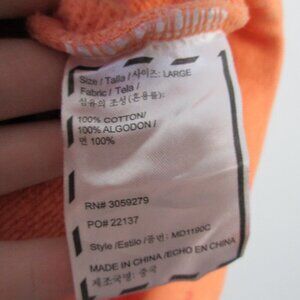 Size / Talla / 사이즈: LARGE
Fabric / Tela /
섬유의 조성 (혼용률):
100% COTTON/
100% ALGODON /
면 100%
RN# 3059279
PO# 22137
Style / Estilo / 품번: MD1190C
MADE IN CHINA / ECHO EN CHINA
제조국명: 중국